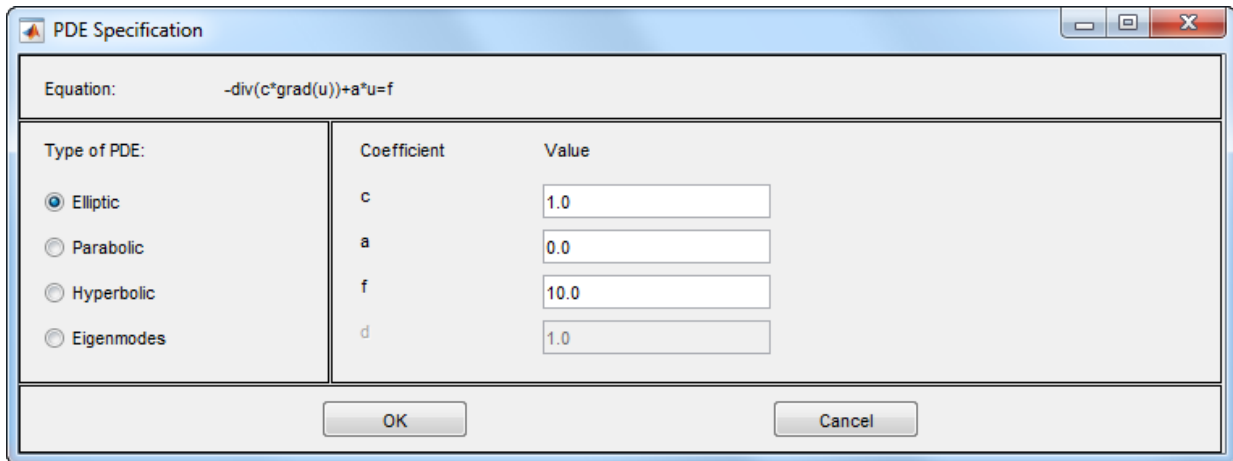 PDE Specification
Equation: -div(c*grad(u))+a*u=f
Type of PDE: Coefficient Value
Elliptic c 1.0
Parabolic a 0.0
Hyperbolic f 10.0
Eigenmodes d 1.0
OK Cancel